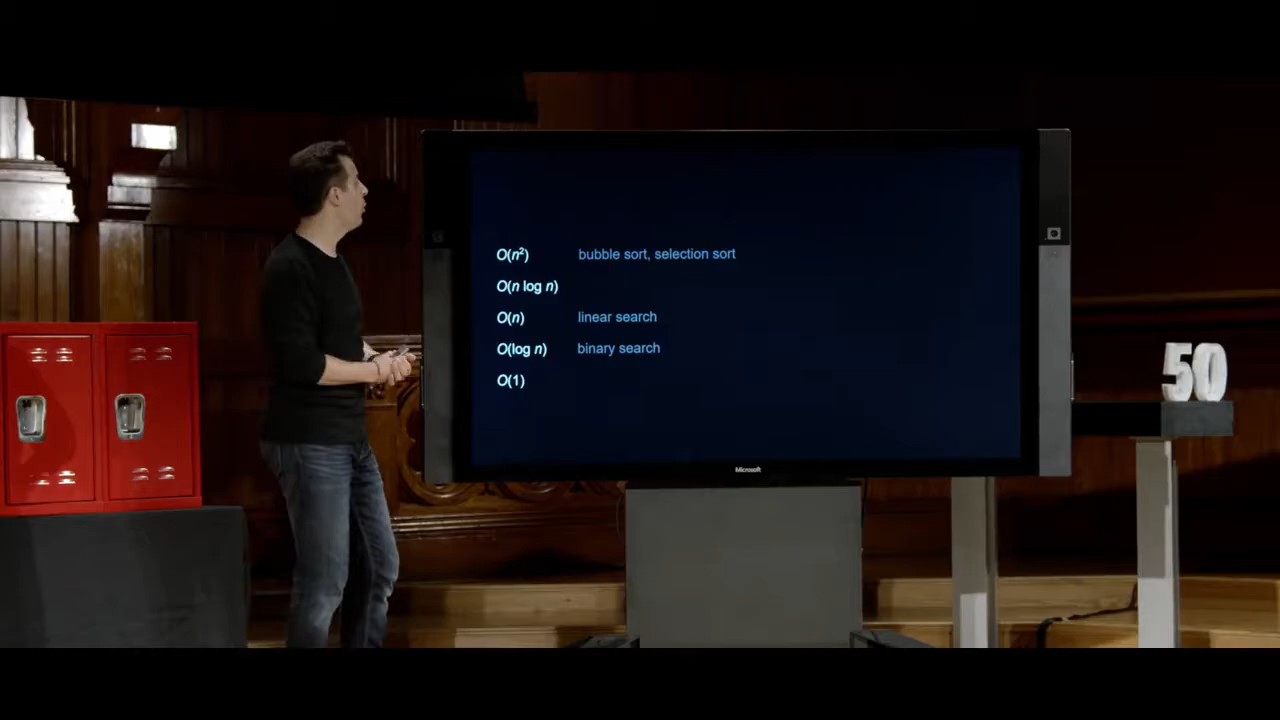 O(n²) bubble sort, selection sort
O(n log n)
O(n) linear search
O(log n) binary search
O(1)
Microsoft
50